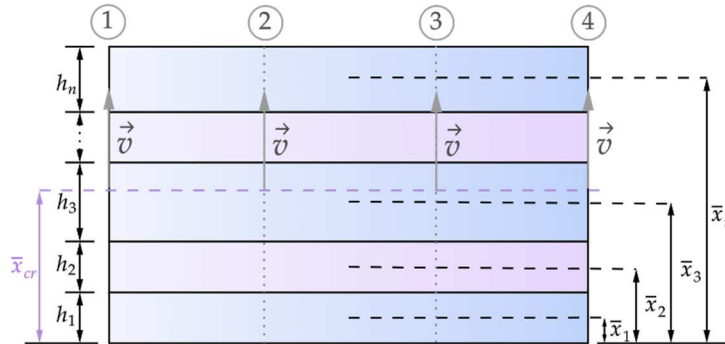 1 2 3 4
h_n
⋮
v⃗ v⃗ v⃗ v⃗
h_3
x̄_cr
x̄_3
h_2
x̄_2
h_1
x̄_1